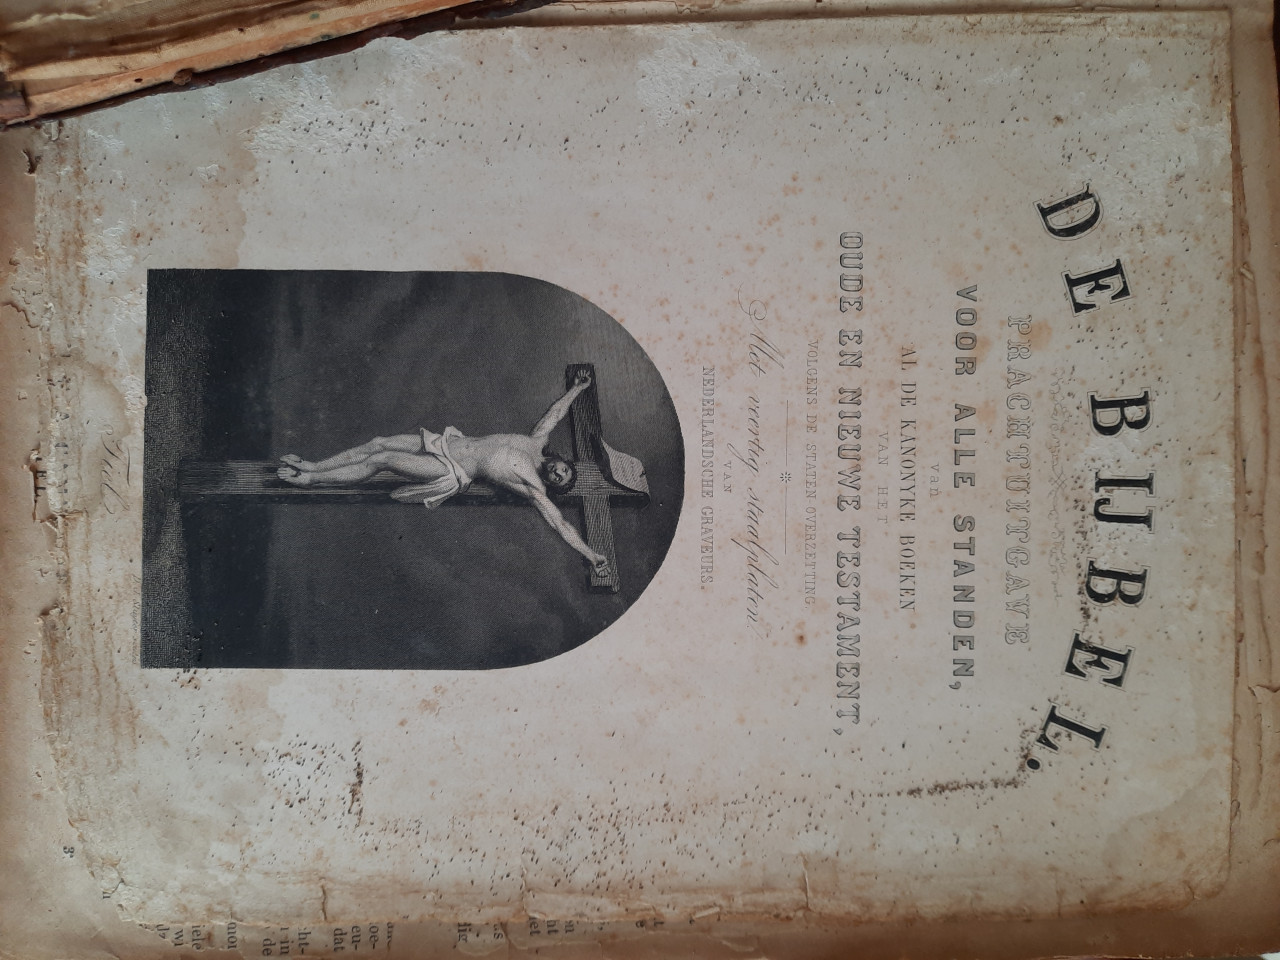 DE BIJBEL.
PRACHTUITGAVE
VOOR ALLE STANDEN,
van
AL DE KANONYKE BOEKEN
VAN HET
OUDE EN NIEUWE TESTAMENT,
VOLGENS DE STATEN OVERZETTING.
Met veertig staalplaten
VAN
NEDERLANDSCHE GRAVEURS.
Tiel